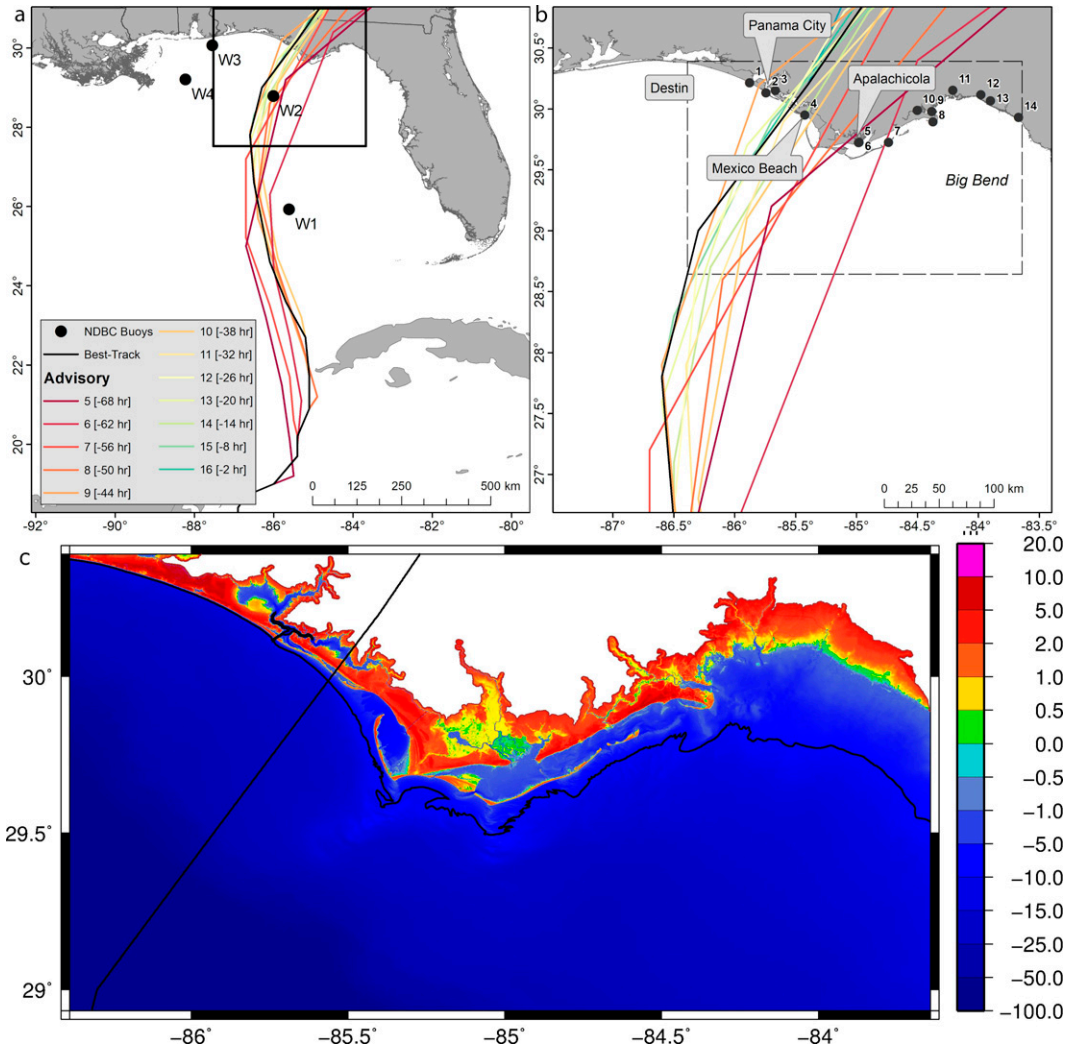 a
30°
28°
26°
24°
22°
20°
W3
W4
W2
W1
NDBC Buoys
Best-Track
Advisory
5 [-68 hr]
6 [-62 hr]
7 [-56 hr]
8 [-50 hr]
9 [-44 hr]
10 [-38 hr]
11 [-32 hr]
12 [-26 hr]
13 [-20 hr]
14 [-14 hr]
15 [-8 hr]
16 [-2 hr]
0 125 250 500 km
-92° -90° -88° -86° -84° -82° -80°
b
30.5°
30°
29.5°
29°
28.5°
28°
27.5°
27°
Panama City
Destin
Apalachicola
Mexico Beach
Big Bend
1
2
3
4
5
6
7
8
9
10
11
12
13
14
0 25 50 100 km
-87° -86.5° -86° -85.5° -85° -84.5° -84° -83.5°
c
30°
29.5°
29°
−86° −85.5° −85° −84.5° −84°
20.0
10.0
5.0
2.0
1.0
0.5
0.0
−0.5
−1.0
−5.0
−10.0
−15.0
−25.0
−50.0
−100.0